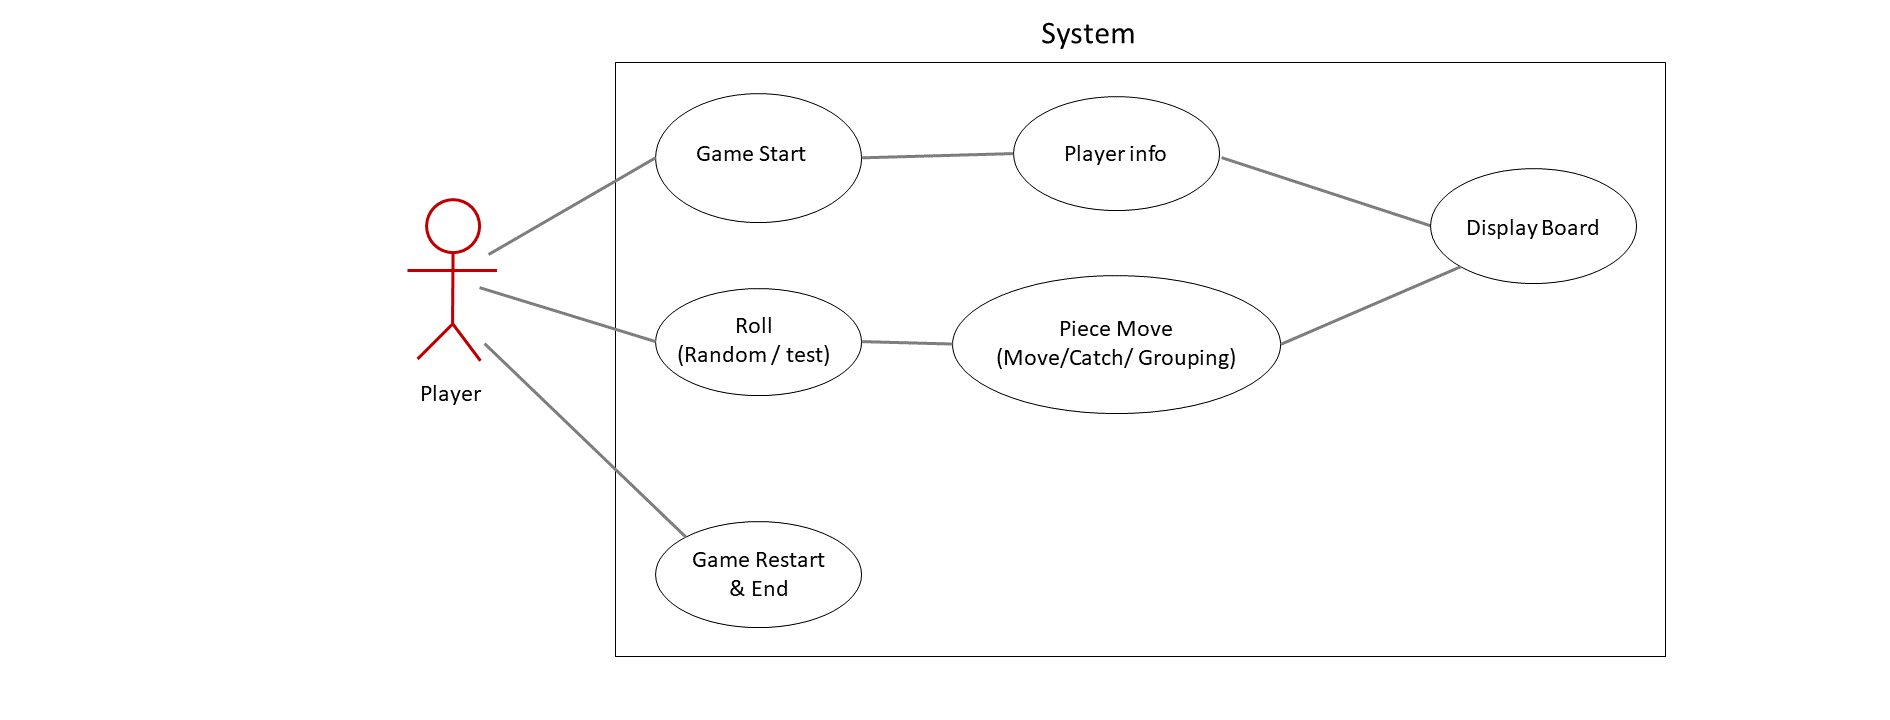 System
Game Start
Player info
Display Board
Roll
(Random / test)
Piece Move
(Move/Catch/ Grouping)
Player
Game Restart
& End